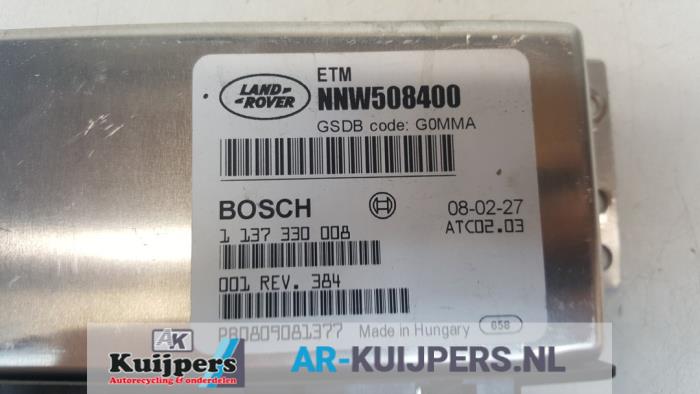 LAND-
-ROVER
ETM
NNW508400
GSDB code: G0MMA
BOSCH
08-02-27
1 137 330 008
ATC02.03
001 REV. 384
PB0809081377 Made in Hungary 658
AK
Kuijpers
Autorecycling & onderdelen
AR-KUIJPERS.NL